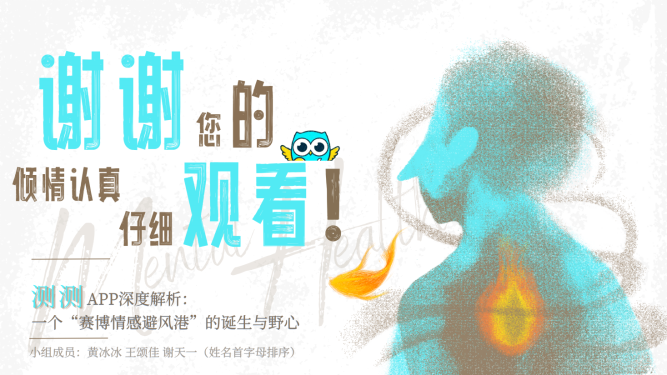 谢谢您的
倾情认真
仔细观看！
Mental Health
测测APP深度解析：
一个“赛博情感避风港”的诞生与野心
小组成员：黄冰冰 王颂佳 谢天一（姓名首字母排序）